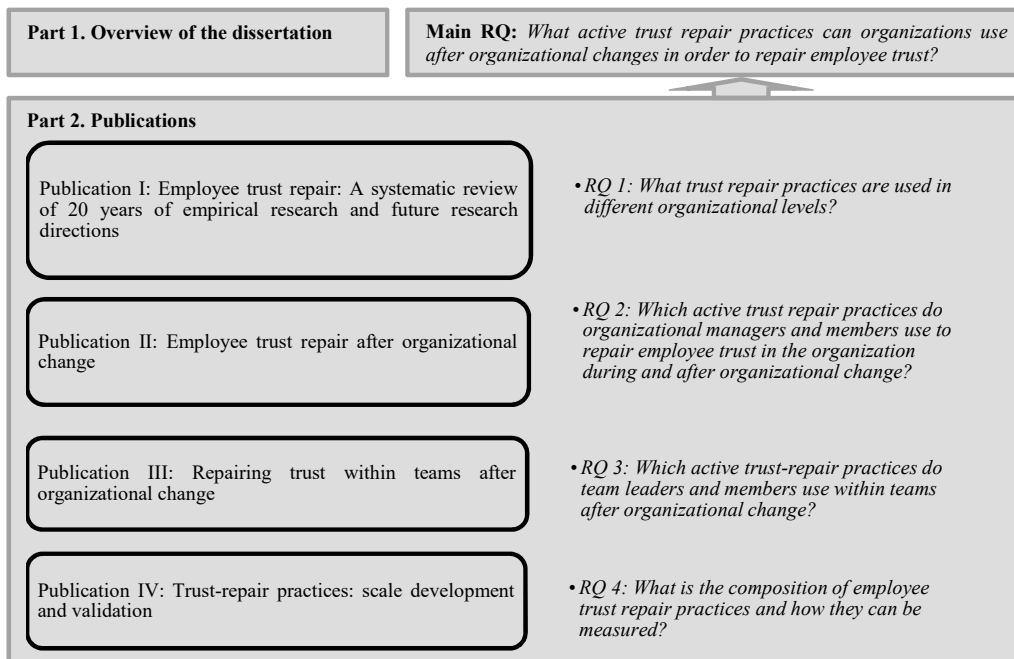 Part 1. Overview of the dissertation
Main RQ: What active trust repair practices can organizations use
after organizational changes in order to repair employee trust?
Part 2. Publications
Publication I: Employee trust repair: A systematic review
of 20 years of empirical research and future research
directions
• RQ 1: What trust repair practices are used in
different organizational levels?
Publication II: Employee trust repair after organizational
change
• RQ 2: Which active trust repair practices do
organizational managers and members use to
repair employee trust in the organization
during and after organizational change?
Publication III: Repairing trust within teams after
organizational change
• RQ 3: Which active trust-repair practices do
team leaders and members use within teams
after organizational change?
Publication IV: Trust-repair practices: scale development
and validation
• RQ 4: What is the composition of employee
trust repair practices and how they can be
measured?